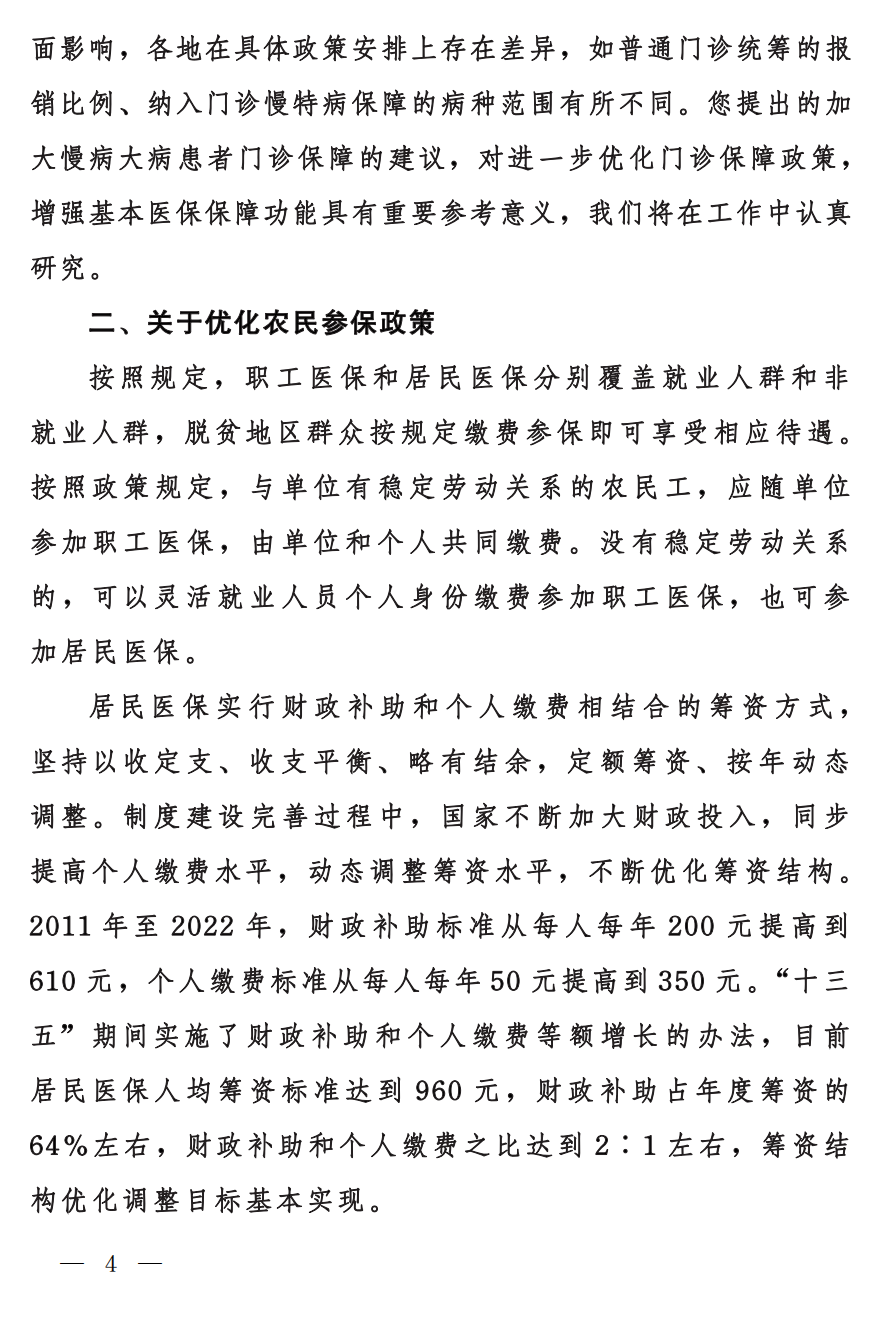 面影响，各地在具体政策安排上存在差异，如普通门诊统筹的报
销比例、纳入门诊慢特病保障的病种范围有所不同。您提出的加
大慢病大病患者门诊保障的建议，对进一步优化门诊保障政策，
增强基本医保保障功能具有重要参考意义，我们将在工作中认真
研究。
二、关于优化农民参保政策
按照规定，职工医保和居民医保分别覆盖就业人群和非
就业人群，脱贫地区群众按规定缴费参保即可享受相应待遇。
按照政策规定，与单位有稳定劳动关系的农民工，应随单位
参加职工医保，由单位和个人共同缴费。没有稳定劳动关系
的，可以灵活就业人员个人身份缴费参加职工医保，也可参
加居民医保。
居民医保实行财政补助和个人缴费相结合的筹资方式，
坚持以收定支、收支平衡、略有结余，定额筹资、按年动态
调整。制度建设完善过程中，国家不断加大财政投入，同步
提高个人缴费水平，动态调整筹资水平，不断优化筹资结构。
2011 年至 2022 年，财政补助标准从每人每年 200 元提高到
610 元，个人缴费标准从每人每年 50 元提高到 350 元。“十三
五”期间实施了财政补助和个人缴费等额增长的办法，目前
居民医保人均筹资标准达到 960 元，财政补助占年度筹资的
64%左右，财政补助和个人缴费之比达到 2∶1 左右，筹资结
构优化调整目标基本实现。
— 4 —